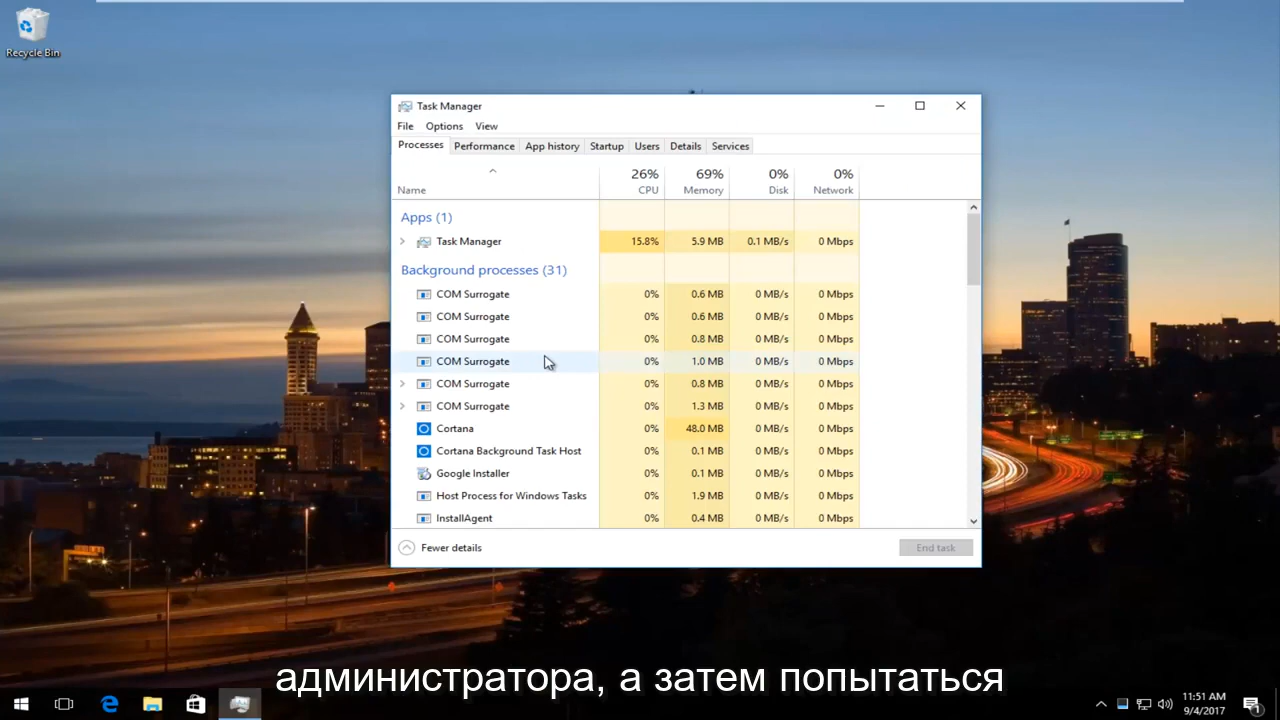 Recycle Bin
Task Manager
File Options View
Processes Performance App history Startup Users Details Services
26% 69% 0% 0%
Name CPU Memory Disk Network
Apps (1)
Task Manager 15.8% 5.9 MB 0.1 MB/s 0 Mbps
Background processes (31)
COM Surrogate 0% 0.6 MB 0 MB/s 0 Mbps
COM Surrogate 0% 0.6 MB 0 MB/s 0 Mbps
COM Surrogate 0% 0.8 MB 0 MB/s 0 Mbps
COM Surrogate 0% 1.0 MB 0 MB/s 0 Mbps
COM Surrogate 0% 0.8 MB 0 MB/s 0 Mbps
COM Surrogate 0% 1.3 MB 0 MB/s 0 Mbps
Cortana 0% 48.0 MB 0 MB/s 0 Mbps
Cortana Background Task Host 0% 0.1 MB 0 MB/s 0 Mbps
Google Installer 0% 0.1 MB 0 MB/s 0 Mbps
Host Process for Windows Tasks 0% 1.9 MB 0 MB/s 0 Mbps
InstallAgent 0% 0.4 MB 0 MB/s 0 Mbps
Fewer details End task
администратора, а затем попытаться
11:51 AM
9/4/2017
1